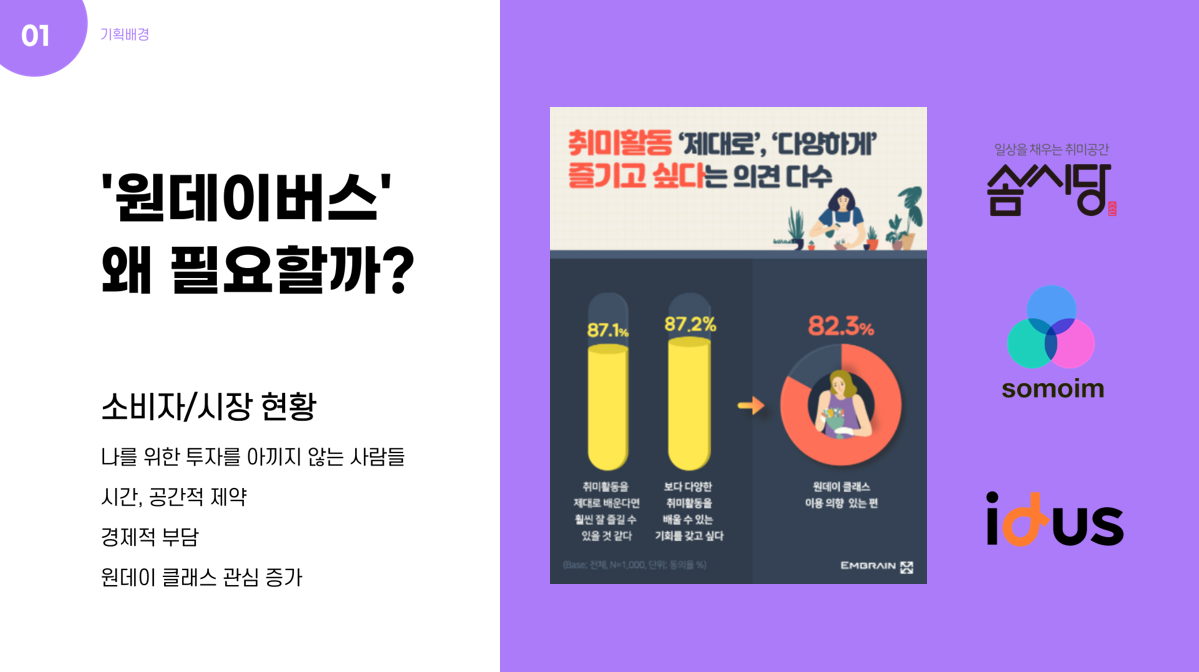 01
기획배경
'원데이버스'
왜 필요할까?
소비자/시장 현황
나를 위한 투자를 아끼지 않는 사람들
시간, 공간적 제약
경제적 부담
원데이 클래스 관심 증가
취미활동 ‘제대로’, ‘다양하게’
즐기고 싶다는 의견 다수
87.1%
87.2%
82.3%
취미활동을
제대로 배운다면
훨씬 잘 즐길 수
있을 것 같다
보다 다양한
취미활동을
배울 수 있는
기회를 갖고 싶다
원데이 클래스
이용 의향 있는 편
(Base: 전체, N=1,000, 단위: 동의율 %)
EMBRAIN
일상을 채우는 취미공간
솜씨당
somoim
idus